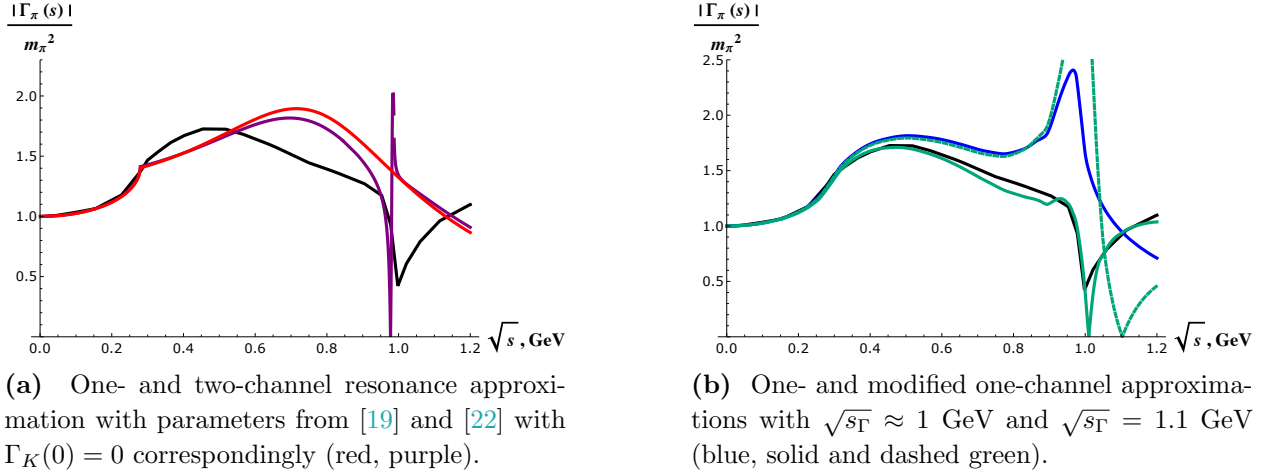 |Γπ(s)|
mπ²
2.0
1.5
1.0
0.5
0.0 0.2 0.4 0.6 0.8 1.0 1.2
√s, GeV
(a) One- and two-channel resonance approxi-
mation with parameters from [19] and [22] with
ΓK(0) = 0 correspondingly (red, purple).
|Γπ(s)|
mπ²
2.5
2.0
1.5
1.0
0.5
0.0 0.2 0.4 0.6 0.8 1.0 1.2
√s, GeV
(b) One- and modified one-channel approxima-
tions with √sΓ ≈ 1 GeV and √sΓ = 1.1 GeV
(blue, solid and dashed green).